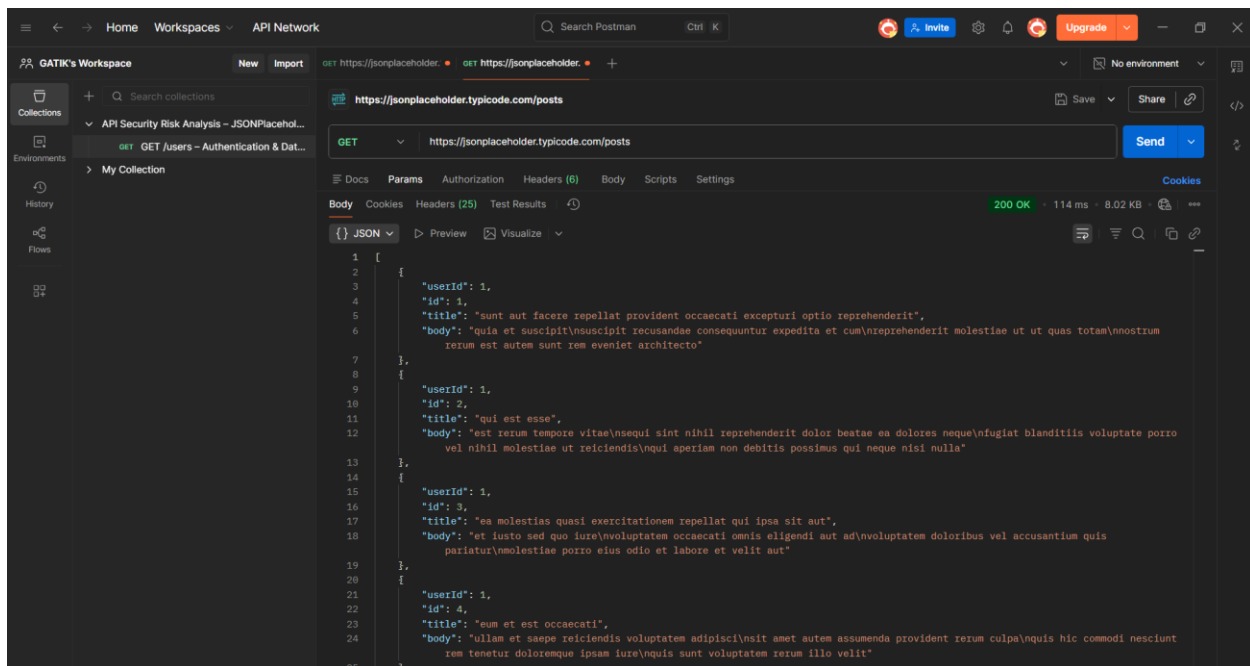 Home Workspaces API Network Search Postman Ctrl K Invite Upgrade
GATIK's Workspace New Import GET https://jsonplaceholder. GET https://jsonplaceholder. No environment
Collections
Environments
History
Flows
Search collections
API Security Risk Analysis – JSONPlacehol...
GET GET /users – Authentication & Dat...
My Collection
HTTP https://jsonplaceholder.typicode.com/posts Save Share
GET https://jsonplaceholder.typicode.com/posts Send
Docs Params Authorization Headers (6) Body Scripts Settings Cookies
Body Cookies Headers (25) Test Results 200 OK 114 ms 8.02 KB
{} JSON Preview Visualize
1 [
2 {
3 "userId": 1,
4 "id": 1,
5 "title": "sunt aut facere repellat provident occaecati excepturi optio reprehenderit",
6 "body": "quia et suscipit\nsuscipit recusandae consequuntur expedita et cum\nreprehenderit molestiae ut ut quas totam\nnostrum
rerum est autem sunt rem eveniet architecto"
7 },
8 {
9 "userId": 1,
10 "id": 2,
11 "title": "qui est esse",
12 "body": "est rerum tempore vitae\nsequi sint nihil reprehenderit dolor beatae ea dolores neque\nfugiat blanditiis voluptate porro
vel nihil molestiae ut reiciendis\nqui aperiam non debitis possimus qui neque nisi nulla"
13 },
14 {
15 "userId": 1,
16 "id": 3,
17 "title": "ea molestias quasi exercitationem repellat qui ipsa sit aut",
18 "body": "et iusto sed quo iure\nvoluptatem occaecati omnis eligendi aut ad\nvoluptatem doloribus vel accusantium quis
pariatur\nmolestiae porro eius odio et labore et velit aut"
19 },
20 {
21 "userId": 1,
22 "id": 4,
23 "title": "eum et est occaecati",
24 "body": "ullam et saepe reiciendis voluptatem adipisci\nsit amet autem assumenda provident rerum culpa\nquis hic commodi nesciunt
rem tenetur doloremque ipsam iure\nquis sunt voluptatem rerum illo velit"